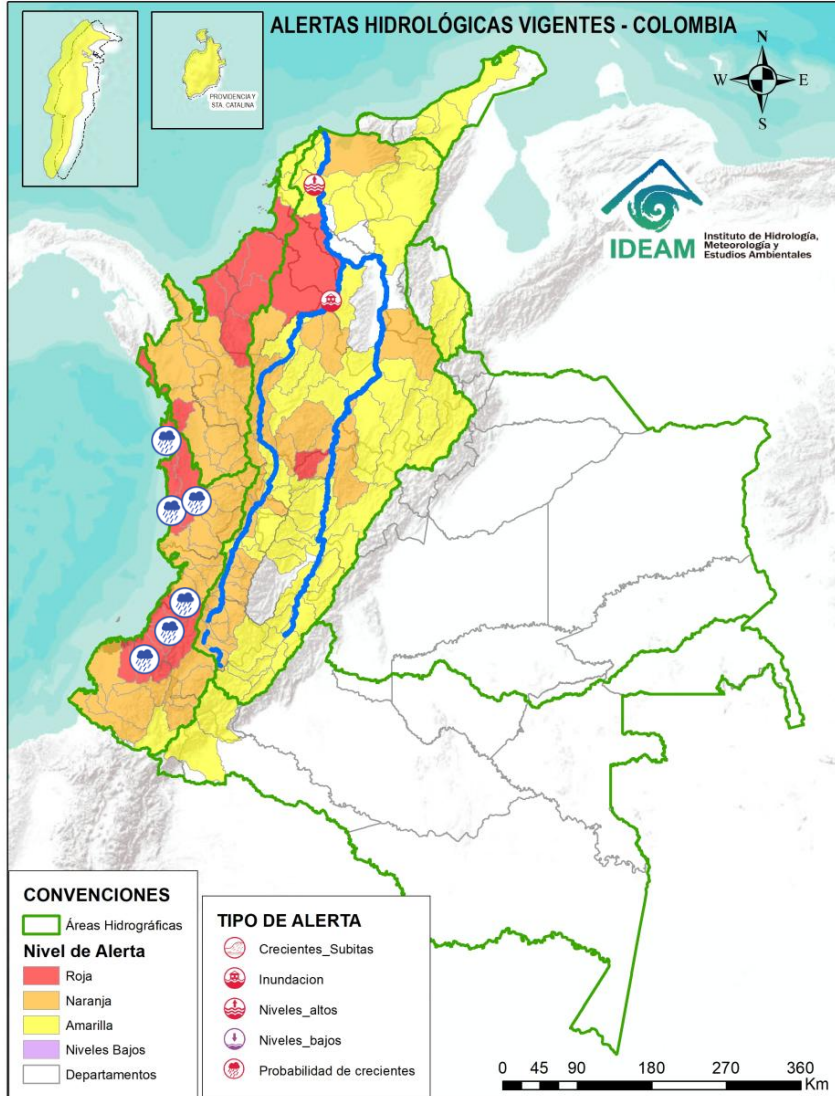 ALERTAS HIDROLÓGICAS VIGENTES - COLOMBIA
PROVIDENCIA Y
STA. CATALINA
N
W
E
S
IDEAM
Instituto de Hidrología,
Meteorología y
Estudios Ambientales
CONVENCIONES
Áreas Hidrográficas
Nivel de Alerta
Roja
Naranja
Amarilla
Niveles Bajos
Departamentos
TIPO DE ALERTA
Crecientes_Subitas
Inundacion
Niveles_altos
Niveles_bajos
Probabilidad de crecientes
0 45 90 180 270 360
Km